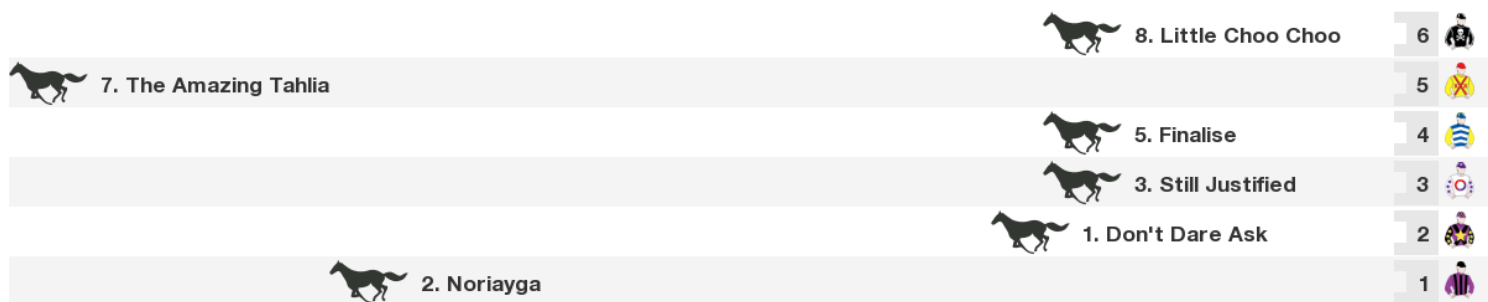 8. Little Choo Choo 6
7. The Amazing Tahlia 5
5. Finalise 4
3. Still Justified 3
1. Don't Dare Ask 2
2. Noriayga 1